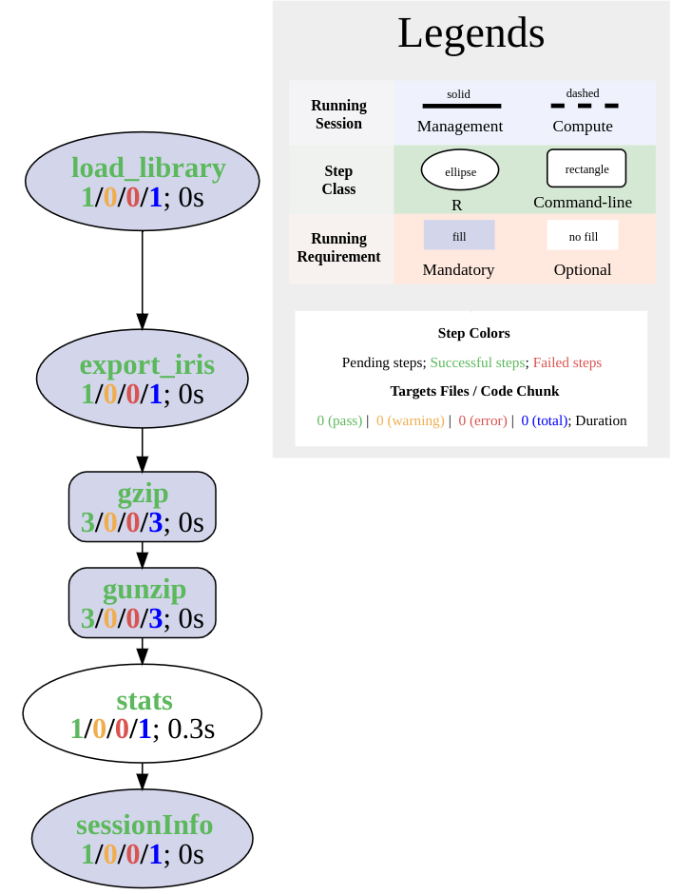 Legends
Running
Session
solid
Management
dashed
Compute
Step
Class
ellipse
R
rectangle
Command-line
Running
Requirement
fill
Mandatory
no fill
Optional
Step Colors
Pending steps; Successful steps; Failed steps
Targets Files / Code Chunk
0 (pass) | 0 (warning) | 0 (error) | 0 (total); Duration
load_library
1/0/0/1; 0s
export_iris
1/0/0/1; 0s
gzip
3/0/0/3; 0s
gunzip
3/0/0/3; 0s
stats
1/0/0/1; 0.3s
sessionInfo
1/0/0/1; 0s